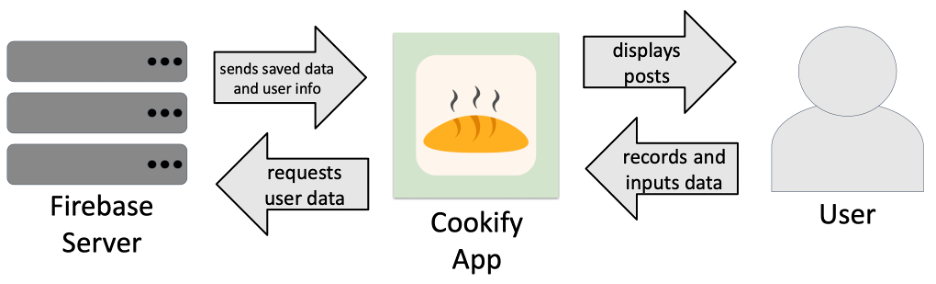 sends saved data
and user info
displays
posts
requests
user data
records and
inputs data
Firebase
Server
Cookify
App
User